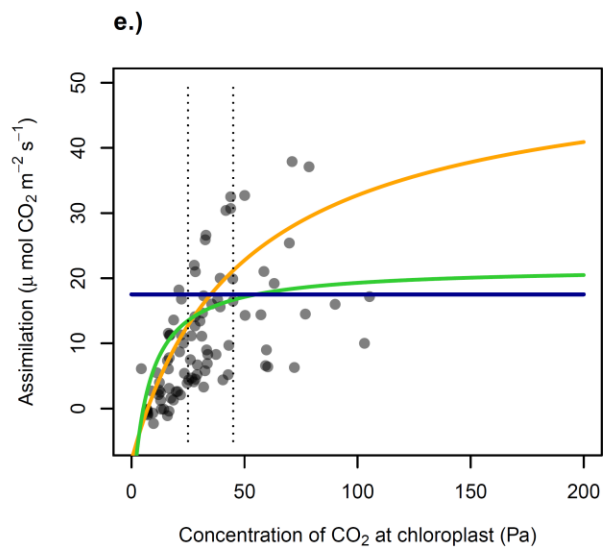 e.)
Assimilation (μ mol CO₂ m⁻² s⁻¹)
50
40
30
20
10
0
0 50 100 150 200
Concentration of CO₂ at chloroplast (Pa)